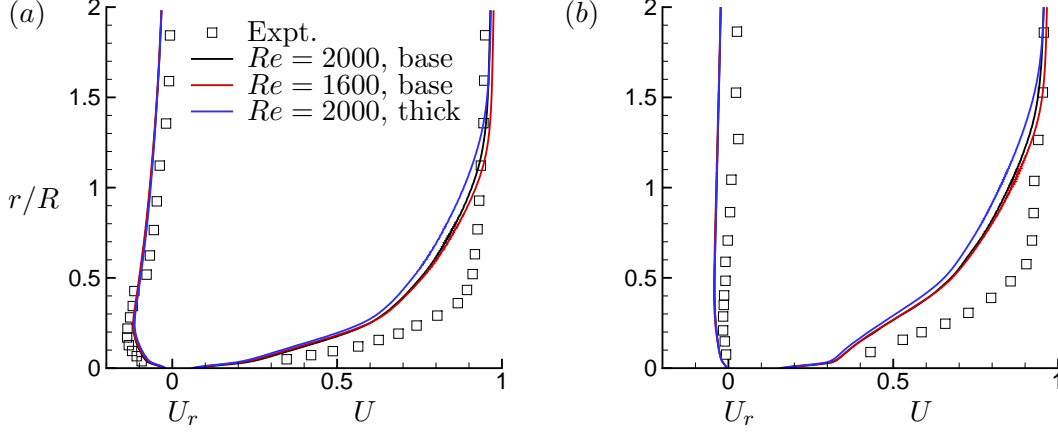 (a)
(b)
2
1.5
1
0.5
0
r/R
Expt.
Re = 2000, base
Re = 1600, base
Re = 2000, thick
0
0.5
1
U_r
U
2
1.5
1
0.5
0
0
0.5
1
U_r
U